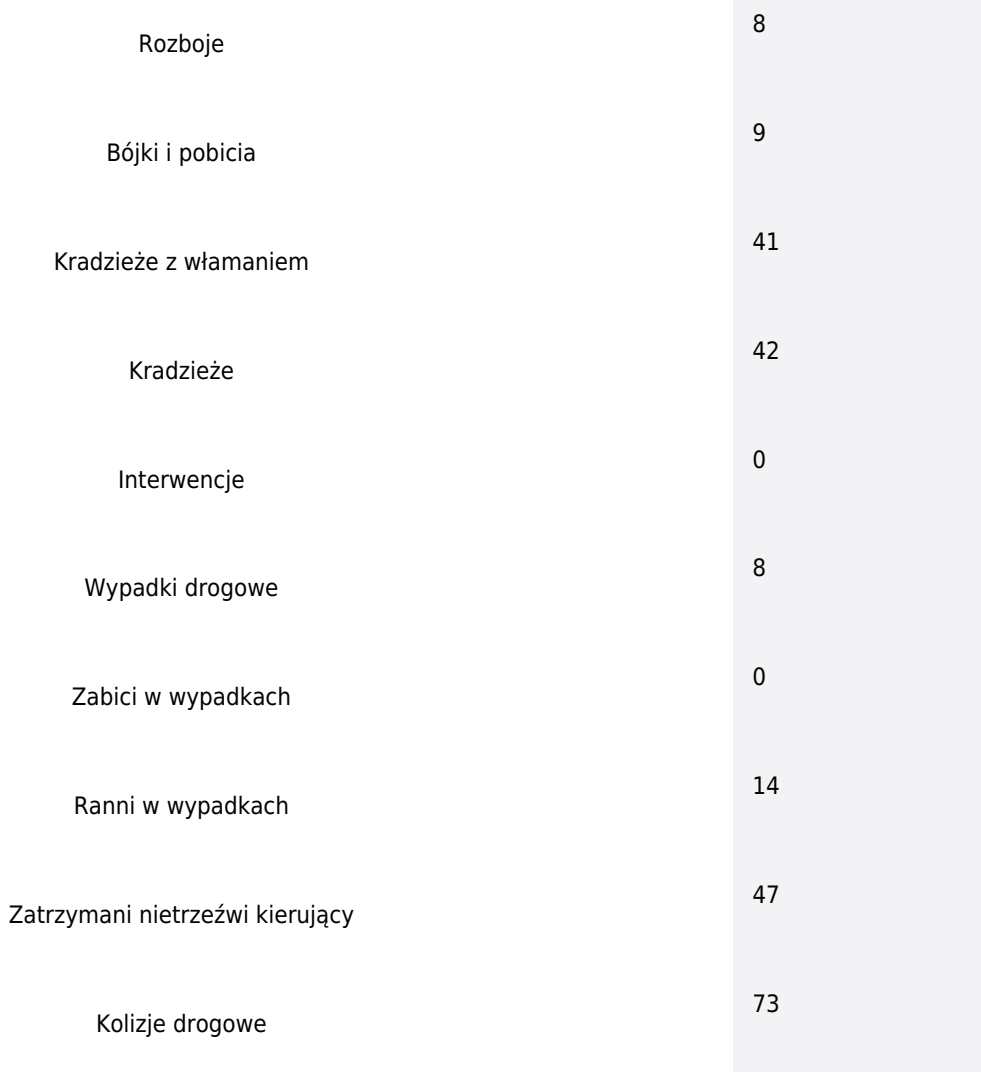 Rozboje
8
Bójki i pobicia
9
Kradzieże z włamaniem
41
Kradzieże
42
Interwencje
0
Wypadki drogowe
8
Zabici w wypadkach
0
Ranni w wypadkach
14
Zatrzymani nietrzeźwi kierujący
47
Kolizje drogowe
73